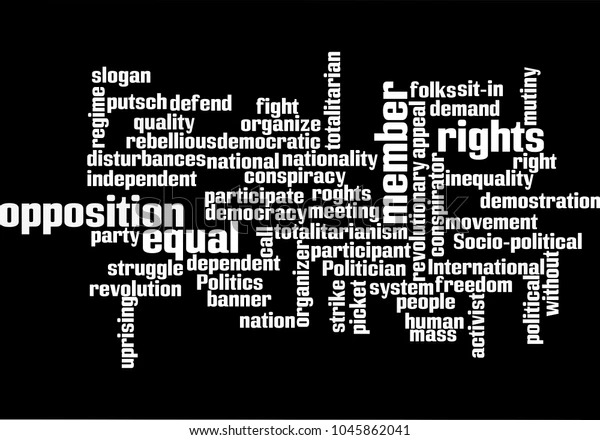 slogan
totalitarian
folks
sit-in
mutiny
regime
putsch
defend
fight
member
appeal
demand
quality
organize
rights
rebellious
democratic
disturbances
national
nationality
right
independent
conspiracy
revolutionary
conspirator
inequality
participate
roghts
demostration
opposition
democracy
meeting
movement
party
equal
call
totalitarianism
Socio-political
participant
struggle
dependent
organizer
Politician
International
without
revolution
Politics
system
freedom
banner
strike
picket
people
activist
political
uprising
nation
human
mass
shutterstock
www.shutterstock.com · 1045862041